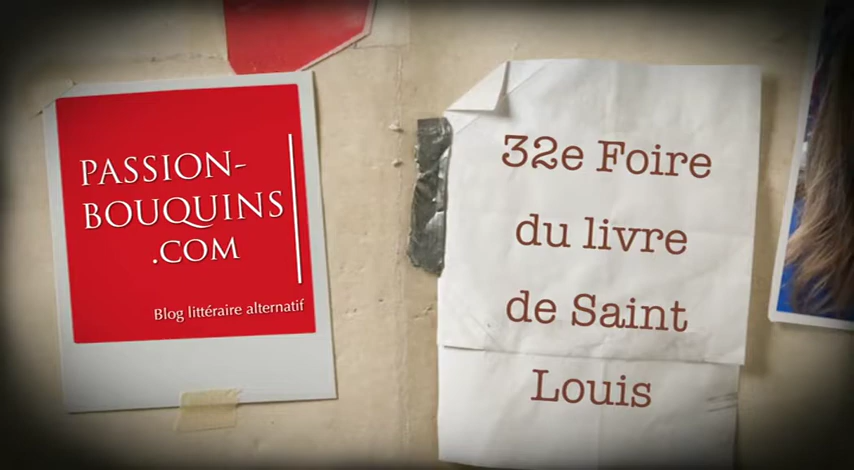 PASSION-
BOUQUINS
.COM
Blog littéraire alternatif
32e Foire
du livre
de Saint
Louis